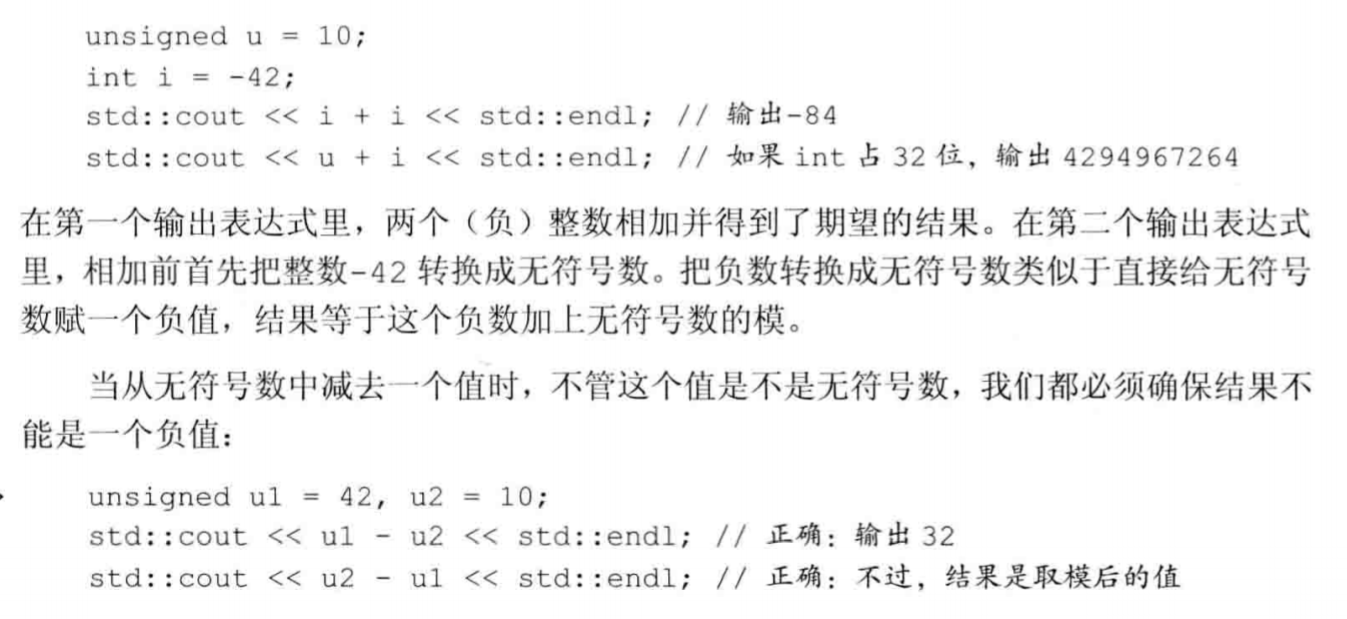 unsigned u = 10;
int i = -42;
std::cout << i + i << std::endl; // 输出-84
std::cout << u + i << std::endl; // 如果 int 占 32 位，输出 4294967264
在第一个输出表达式里，两个（负）整数相加并得到了期望的结果。在第二个输出表达式
里，相加前首先把整数-42 转换成无符号数。把负数转换成无符号数类似于直接给无符号
数赋一个负值，结果等于这个负数加上无符号数的模。
当从无符号数中减去一个值时，不管这个值是不是无符号数，我们都必须确保结果不
能是一个负值：
unsigned u1 = 42, u2 = 10;
std::cout << u1 - u2 << std::endl; // 正确：输出 32
std::cout << u2 - u1 << std::endl; // 正确：不过，结果是取模后的值